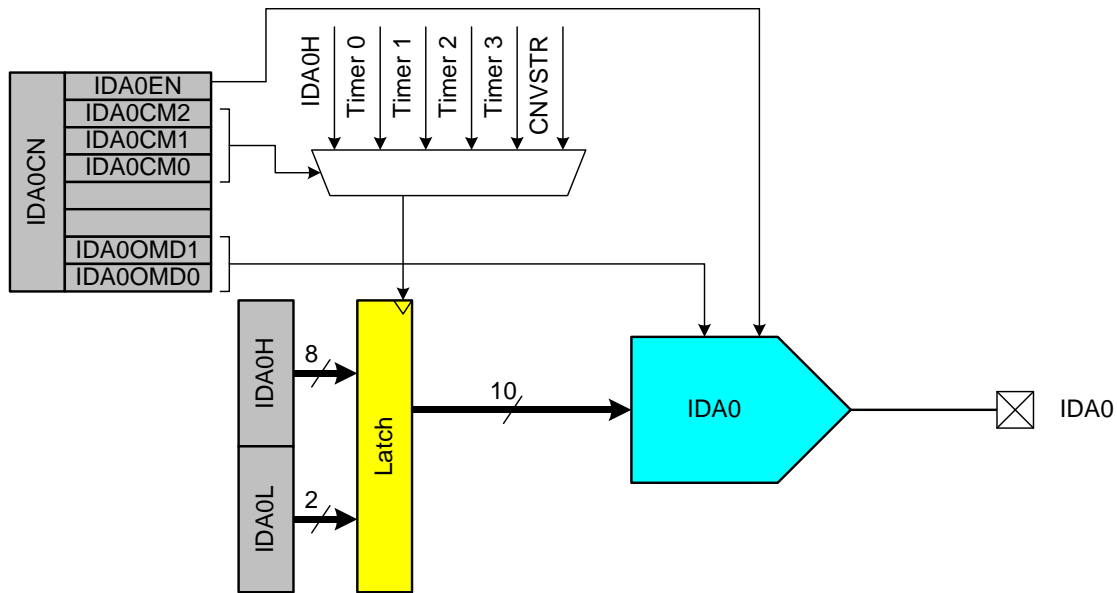 IDA0CN
IDA0EN
IDA0CM2
IDA0CM1
IDA0CM0
IDA0OMD1
IDA0OMD0
IDA0H
Timer 0
Timer 1
Timer 2
Timer 3
CNVSTR
IDA0H
8
IDA0L
2
Latch
10
IDA0
IDA0